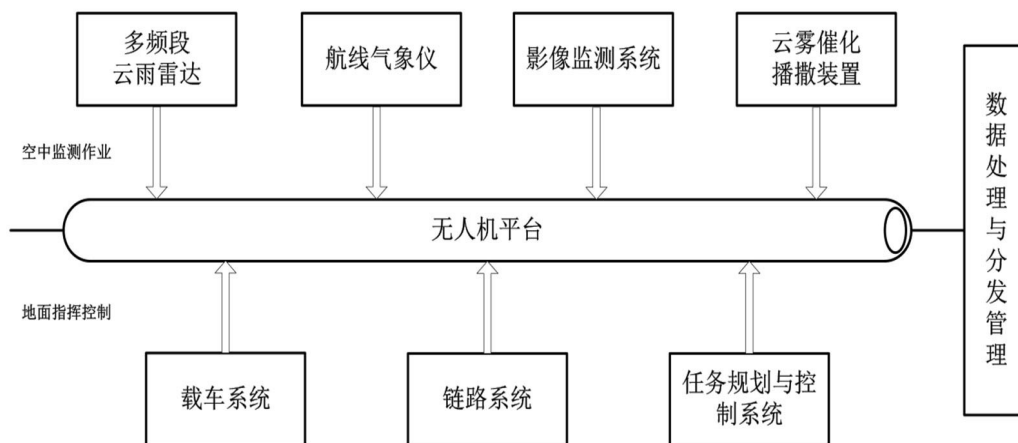 多频段
云雨雷达
航线气象仪
影像监测系统
云雾催化
播撒装置
空中监测作业
无人机平台
地面指挥控制
载车系统
链路系统
任务规划与控
制系统
数
据
处
理
与
分
发
管
理